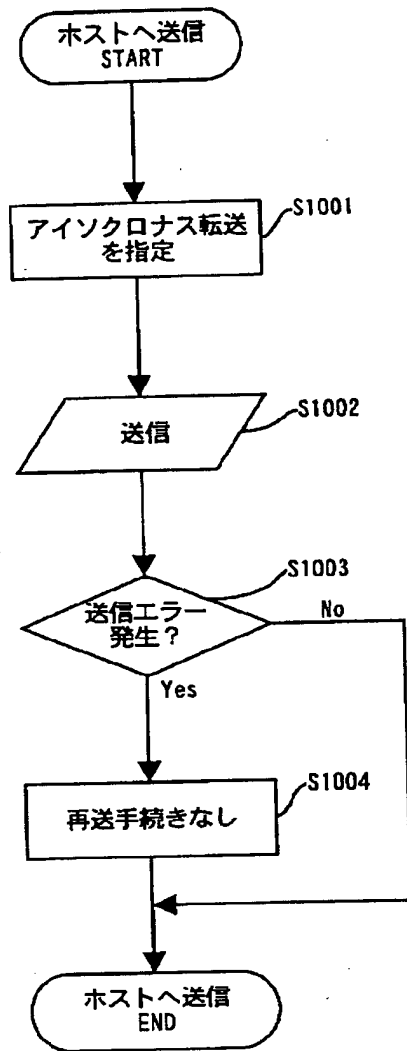 ホストへ送信
START
アイソクロナス転送
を指定
S1001
送信
S1002
送信エラー
発生？
S1003
No
Yes
再送手続きなし
S1004
ホストへ送信
END